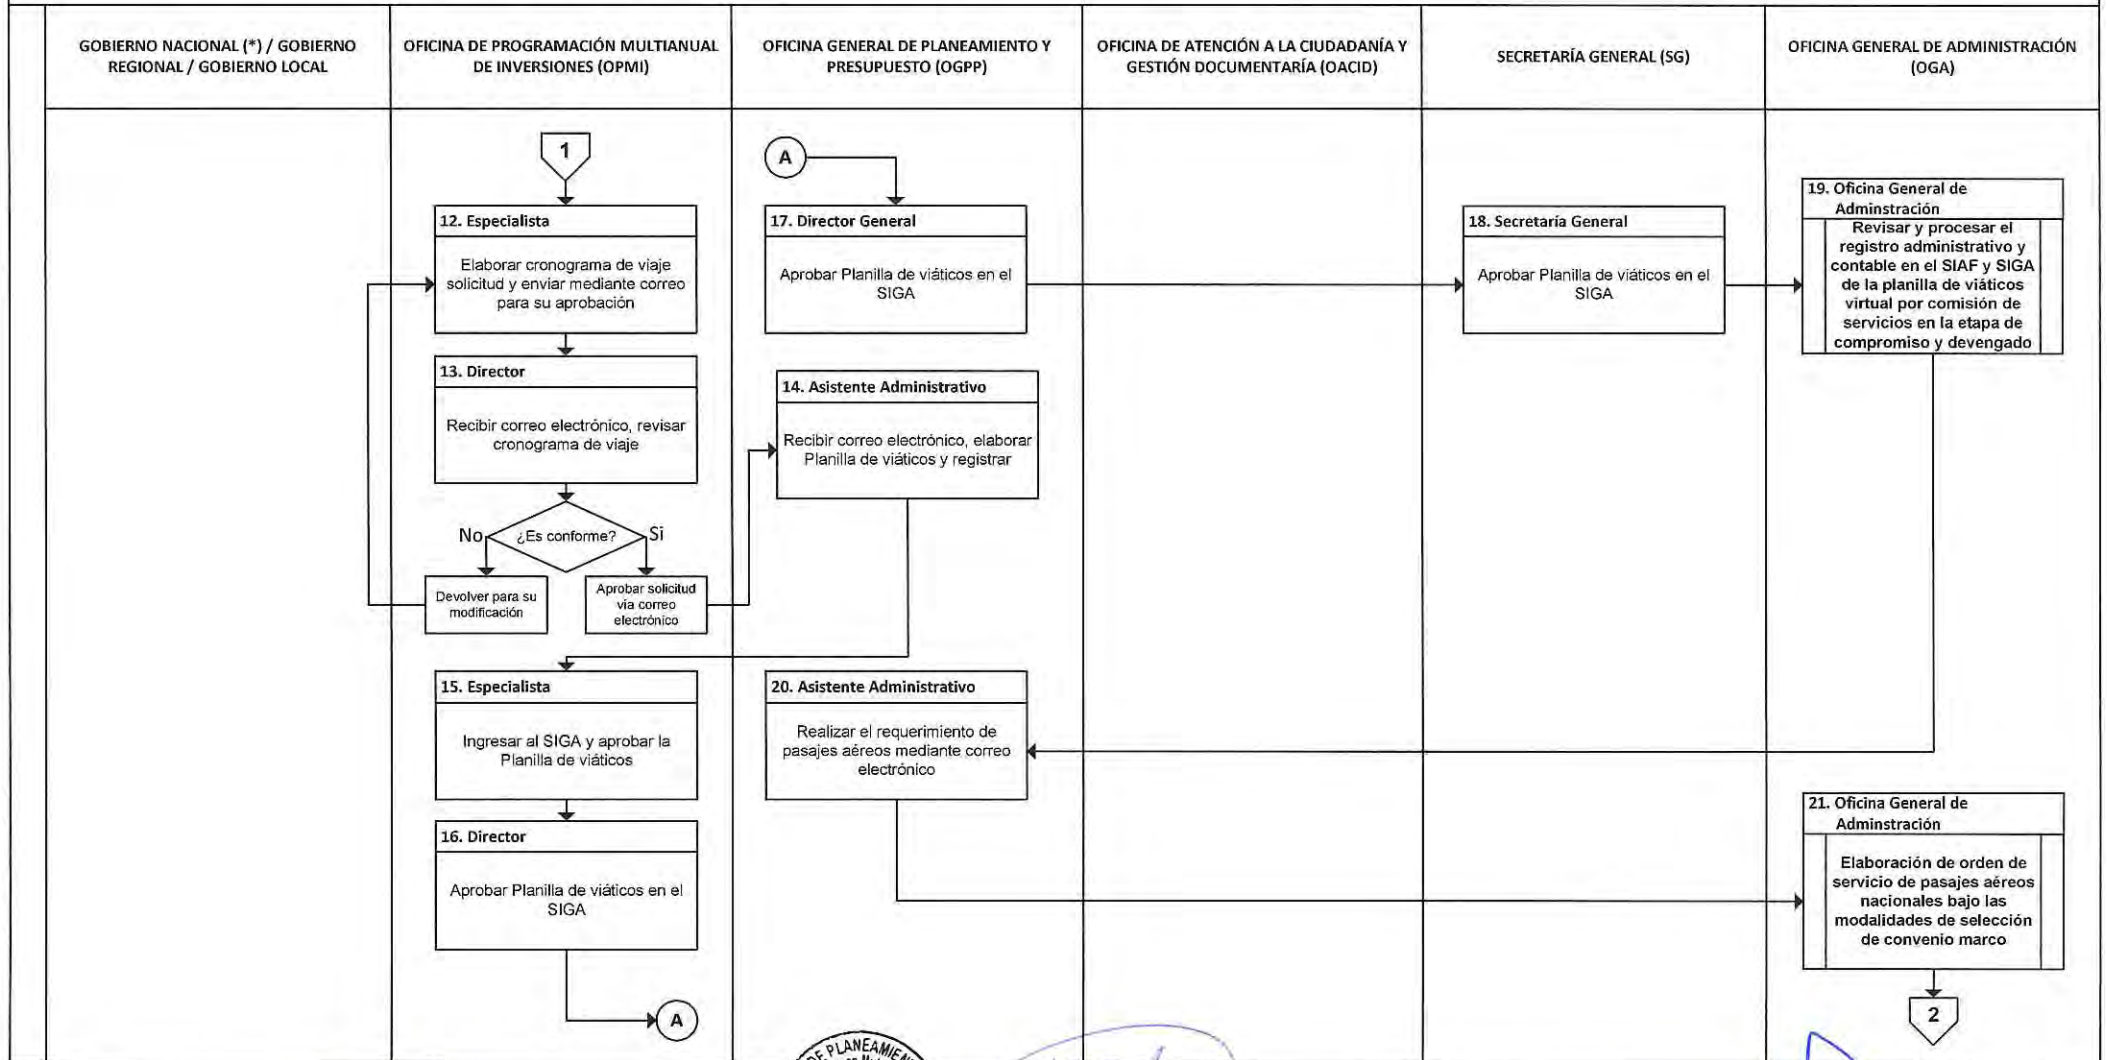 GOBIERNO NACIONAL (*) / GOBIERNO
REGIONAL / GOBIERNO LOCAL
OFICINA DE PROGRAMACIÓN MULTIANUAL
DE INVERSIONES (OPMI)
OFICINA GENERAL DE PLANEAMIENTO Y
PRESUPUESTO (OGPP)
OFICINA DE ATENCIÓN A LA CIUDADANÍA Y
GESTIÓN DOCUMENTARÍA (OACID)
SECRETARÍA GENERAL (SG)
OFICINA GENERAL DE ADMINISTRACIÓN
(OGA)
1
12. Especialista
Elaborar cronograma de viaje
solicitud y enviar mediante correo
para su aprobación
13. Director
Recibir correo electrónico, revisar
cronograma de viaje
¿Es conforme?
No
Si
Devolver para su
modificación
Aprobar solicitud
vía correo
electrónico
14. Asistente Administrativo
Recibir correo electrónico, elaborar
Planilla de viáticos y registrar
15. Especialista
Ingresar al SIGA y aprobar la
Planilla de viáticos
16. Director
Aprobar Planilla de viáticos en el
SIGA
A
A
17. Director General
Aprobar Planilla de viáticos en el
SIGA
18. Secretaría General
Aprobar Planilla de viáticos en el
SIGA
19. Oficina General de
Adminstración
Revisar y procesar el
registro administrativo y
contable en el SIAF y SIGA
de la planilla de viáticos
virtual por comisión de
servicios en la etapa de
compromiso y devengado
20. Asistente Administrativo
Realizar el requerimiento de
pasajes aéreos mediante correo
electrónico
21. Oficina General de
Adminstración
Elaboración de orden de
servicio de pasajes aéreos
nacionales bajo las
modalidades de selección
de convenio marco
2